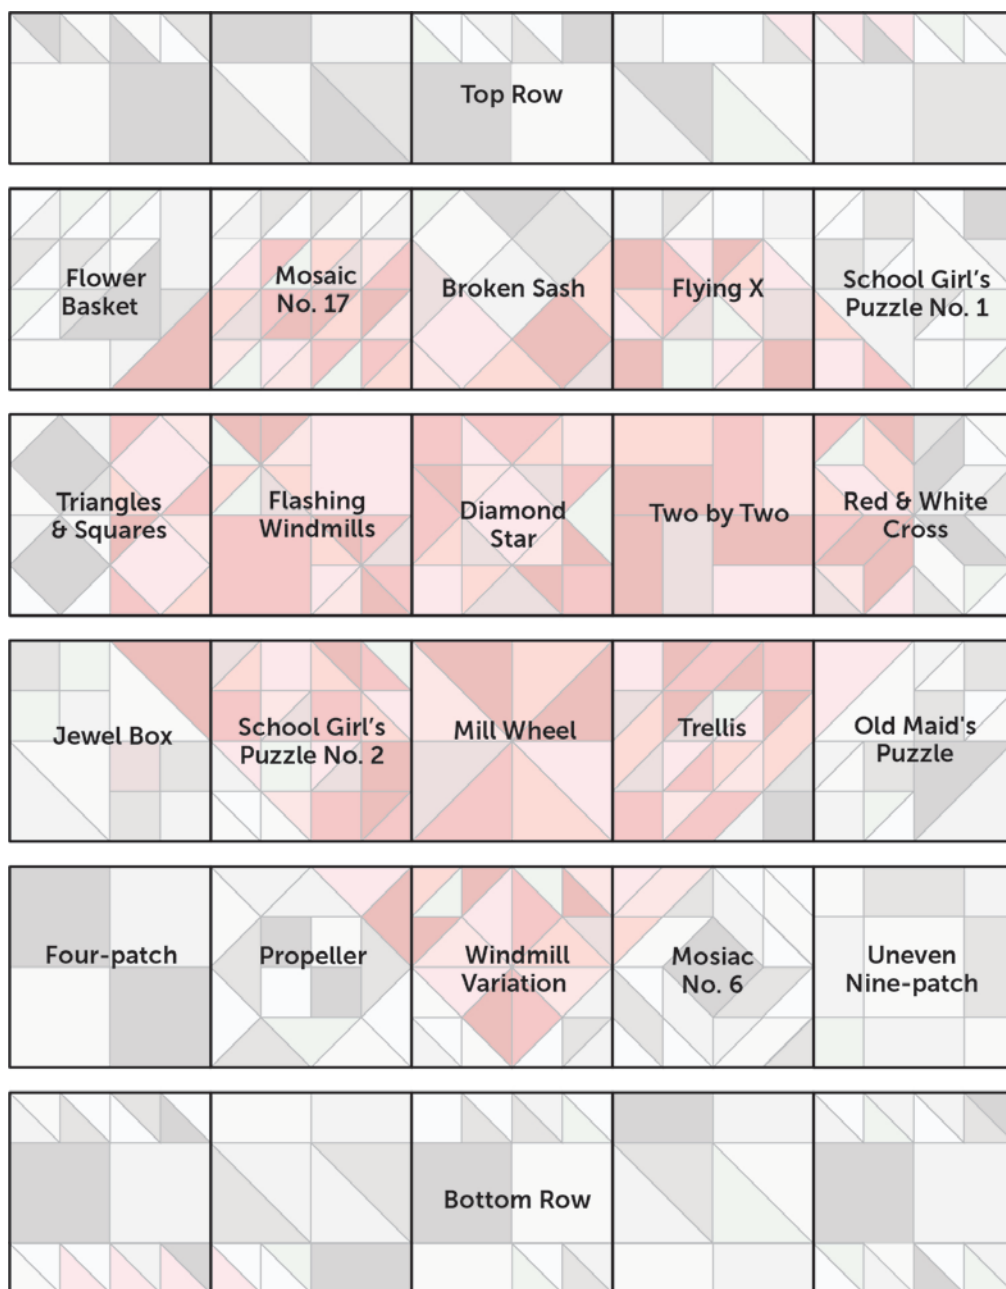 Top Row
Flower
Basket
Mosaic
No. 17
Broken Sash
Flying X
School Girl's
Puzzle No. 1
Triangles
& Squares
Flashing
Windmills
Diamond
Star
Two by Two
Red & White
Cross
Jewel Box
School Girl's
Puzzle No. 2
Mill Wheel
Trellis
Old Maid's
Puzzle
Four-patch
Propeller
Windmill
Variation
Mosiac
No. 6
Uneven
Nine-patch
Bottom Row